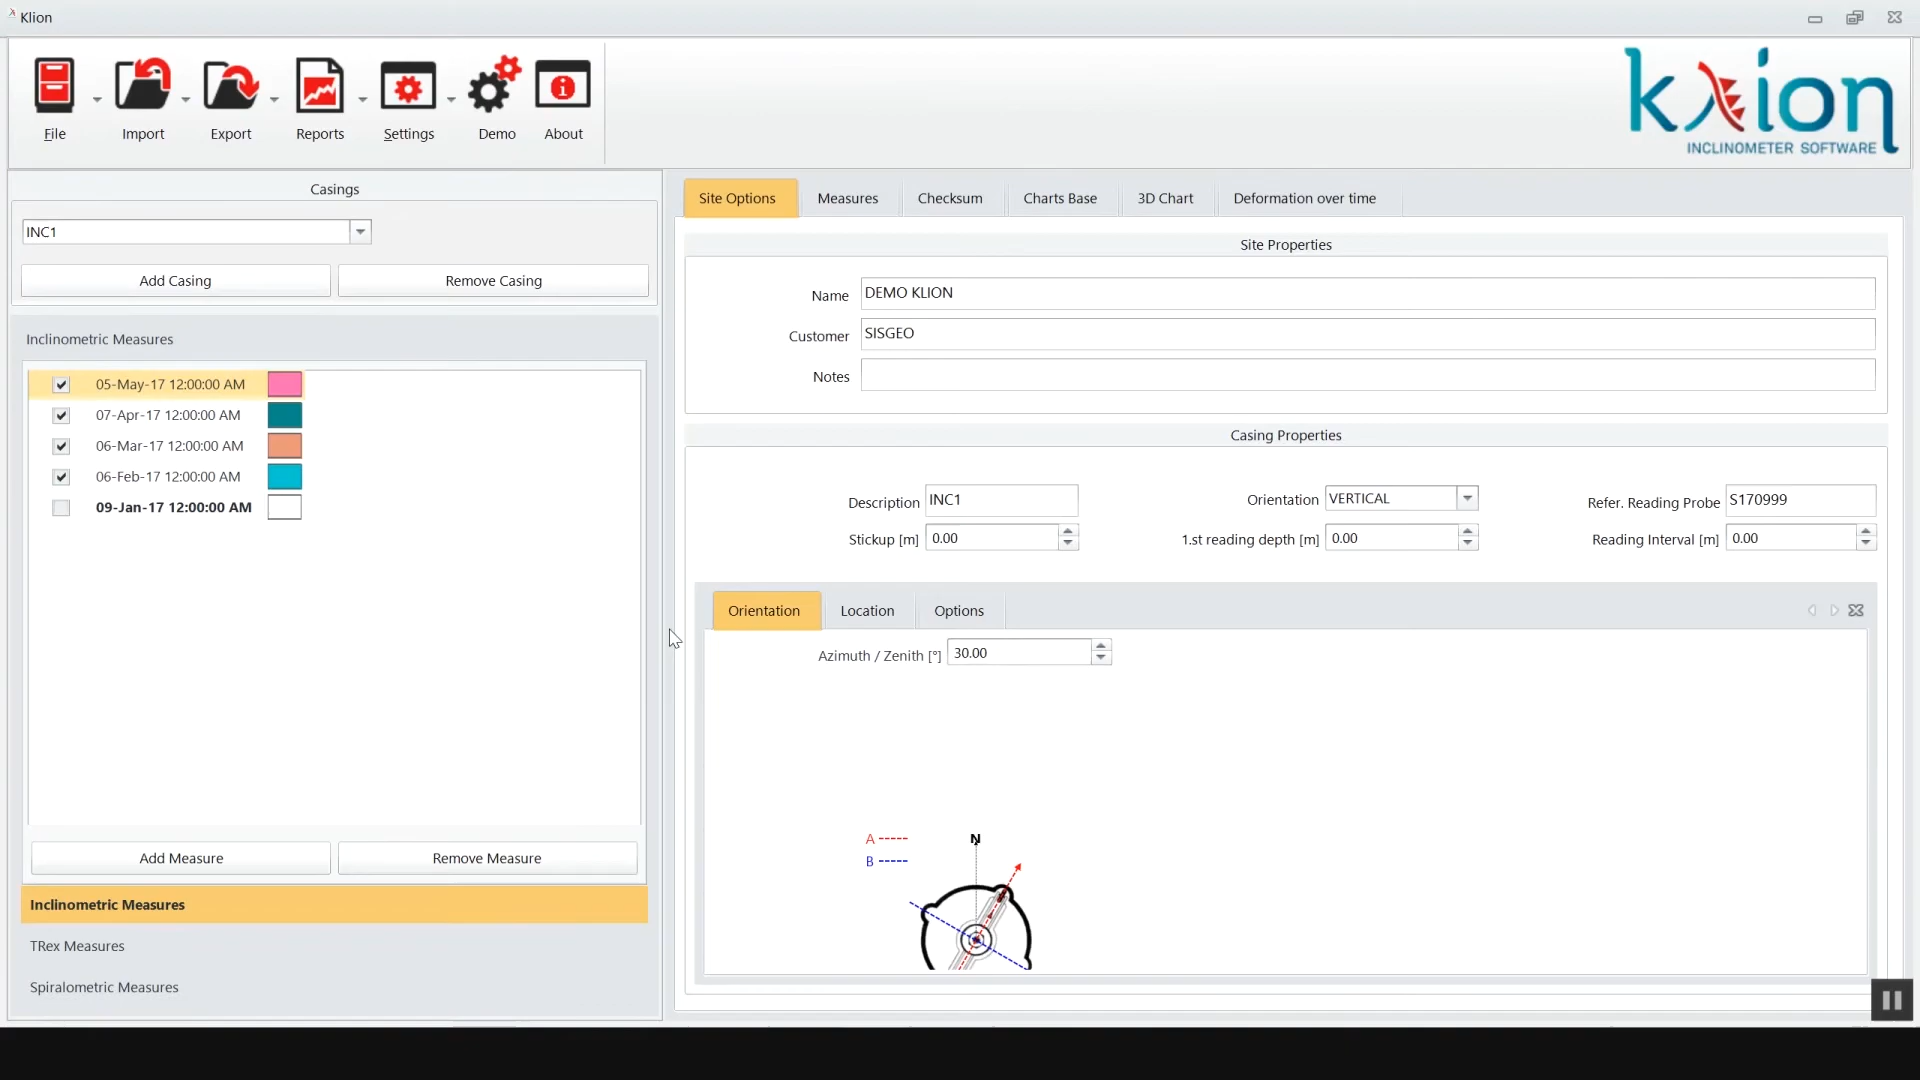 Klion
File
Import
Export
Reports
Settings
Demo
About
klion
INCLINOMETER SOFTWARE
Casings
INC1
Add Casing
Remove Casing
Inclinometric Measures
05-May-17 12:00:00 AM
07-Apr-17 12:00:00 AM
06-Mar-17 12:00:00 AM
06-Feb-17 12:00:00 AM
09-Jan-17 12:00:00 AM
Add Measure
Remove Measure
Inclinometric Measures
TRex Measures
Spiralometric Measures
Site Options
Measures
Checksum
Charts Base
3D Chart
Deformation over time
Site Properties
Name DEMO KLION
Customer SISGEO
Notes
Casing Properties
Description INC1
Orientation VERTICAL
Refer. Reading Probe S170999
Stickup [m] 0.00
1.st reading depth [m] 0.00
Reading Interval [m] 0.00
Orientation
Location
Options
Azimuth / Zenith [°] 30.00
A
N
B